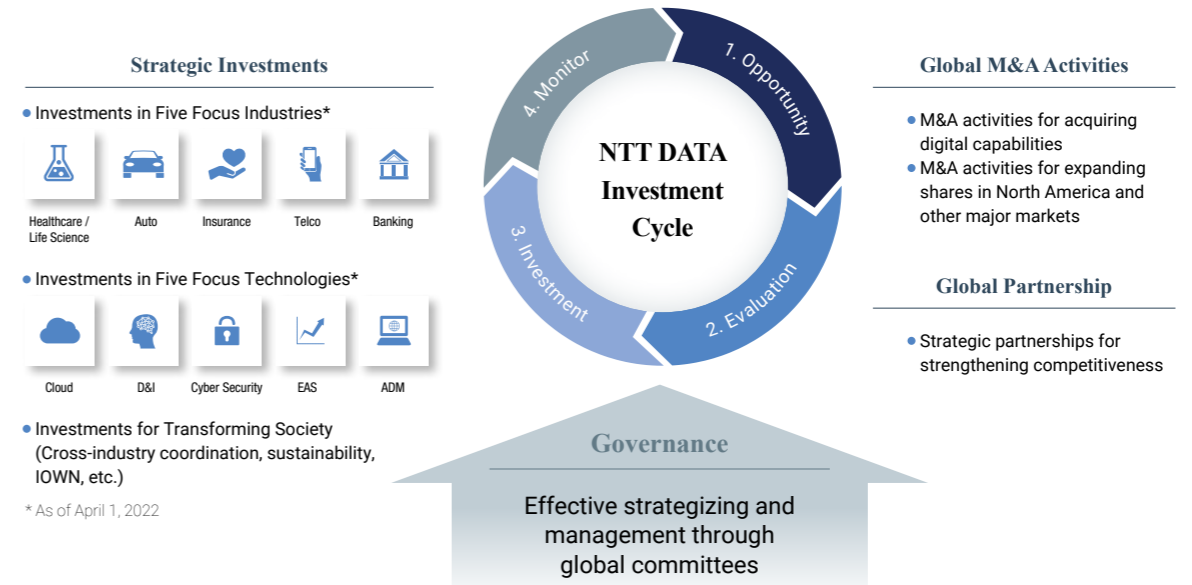 Strategic Investments
Investments in Five Focus Industries*
Healthcare /
Life Science
Auto
Insurance
Telco
Banking
Investments in Five Focus Technologies*
Cloud
D&I
Cyber Security
EAS
ADM
Investments for Transforming Society
(Cross-industry coordination, sustainability,
IOWN, etc.)
* As of April 1, 2022
NTT DATA
Investment
Cycle
1. Opportunity
2. Evaluation
3. Investment
4. Monitor
Governance
Effective strategizing and
management through
global committees
Global M&A Activities
M&A activities for acquiring
digital capabilities
M&A activities for expanding
shares in North America and
other major markets
Global Partnership
Strategic partnerships for
strengthening competitiveness